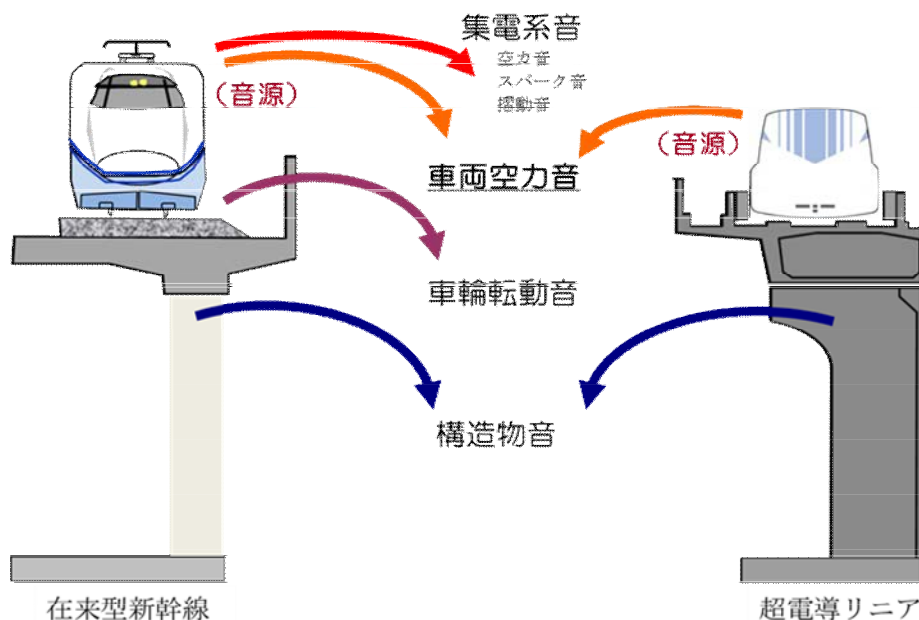 集電系音
空力音
スパーク音
摺動音
(音源)
(音源)
車両空力音
車輪転動音
構造物音
在来型新幹線
超電導リニア